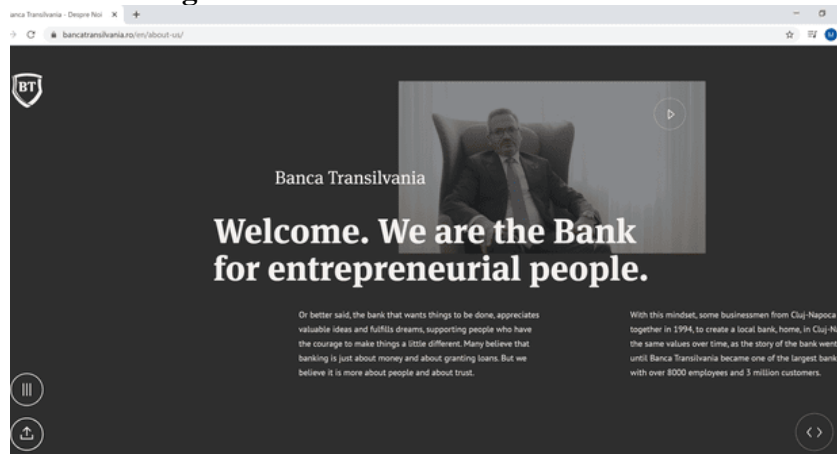 anca Transilvania - Despre Noi
bancatransilvania.ro/en/about-us/
BT
Banca Transilvania
Welcome. We are the Bank
for entrepreneurial people.
Or better said, the bank that wants things to be done, appreciates
valuable ideas and fulfills dreams, supporting people who have
the courage to make things a little different. Many believe that
banking is just about money and about granting loans. But we
believe it is more about people and about trust.
With this mindset, some businessmen from Cluj-Napoca
together in 1994, to create a local bank, home, in Cluj-N
the same values over time, as the story of the bank went
until Banca Transilvania became one of the largest bank
with over 8000 employees and 3 million customers.